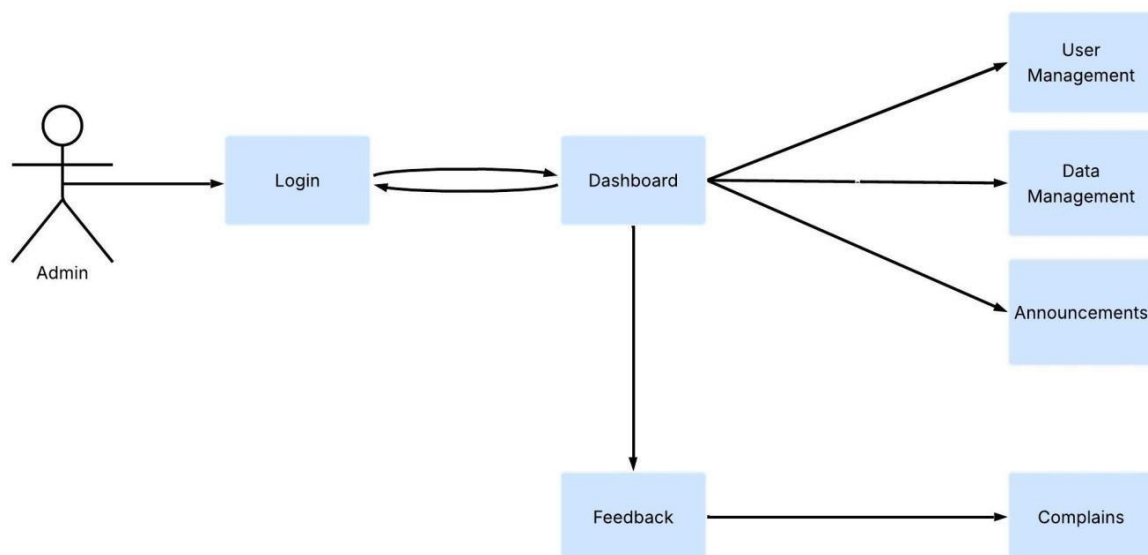 User
Management
Login
Dashboard
Data
Management
Admin
Announcements
Feedback
Complains